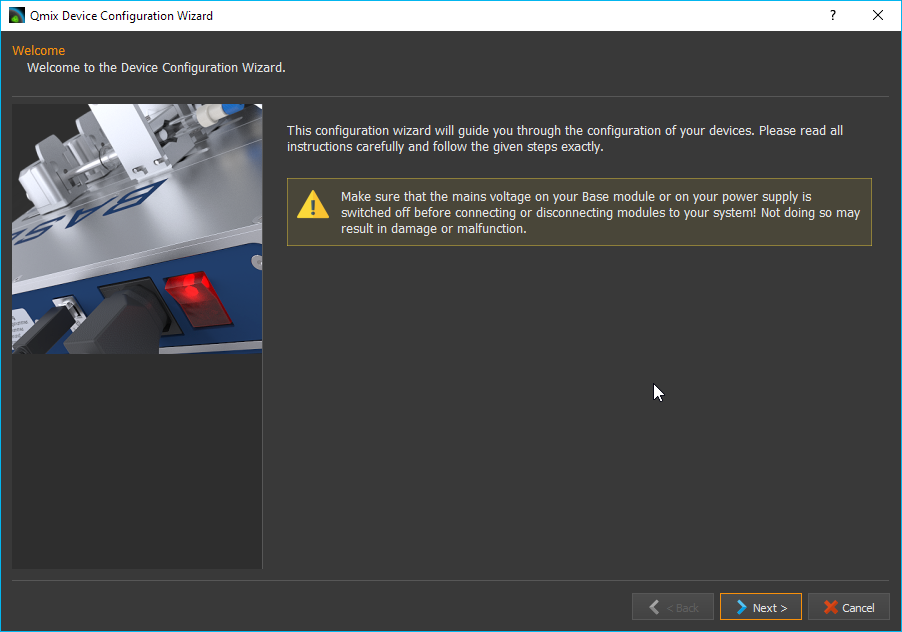 Qmix Device Configuration Wizard
?
Welcome
Welcome to the Device Configuration Wizard.
This configuration wizard will guide you through the configuration of your devices. Please read all
instructions carefully and follow the given steps exactly.
Make sure that the mains voltage on your Base module or on your power supply is
switched off before connecting or disconnecting modules to your system! Not doing so may
result in damage or malfunction.
BASE
< Back
Next >
Cancel